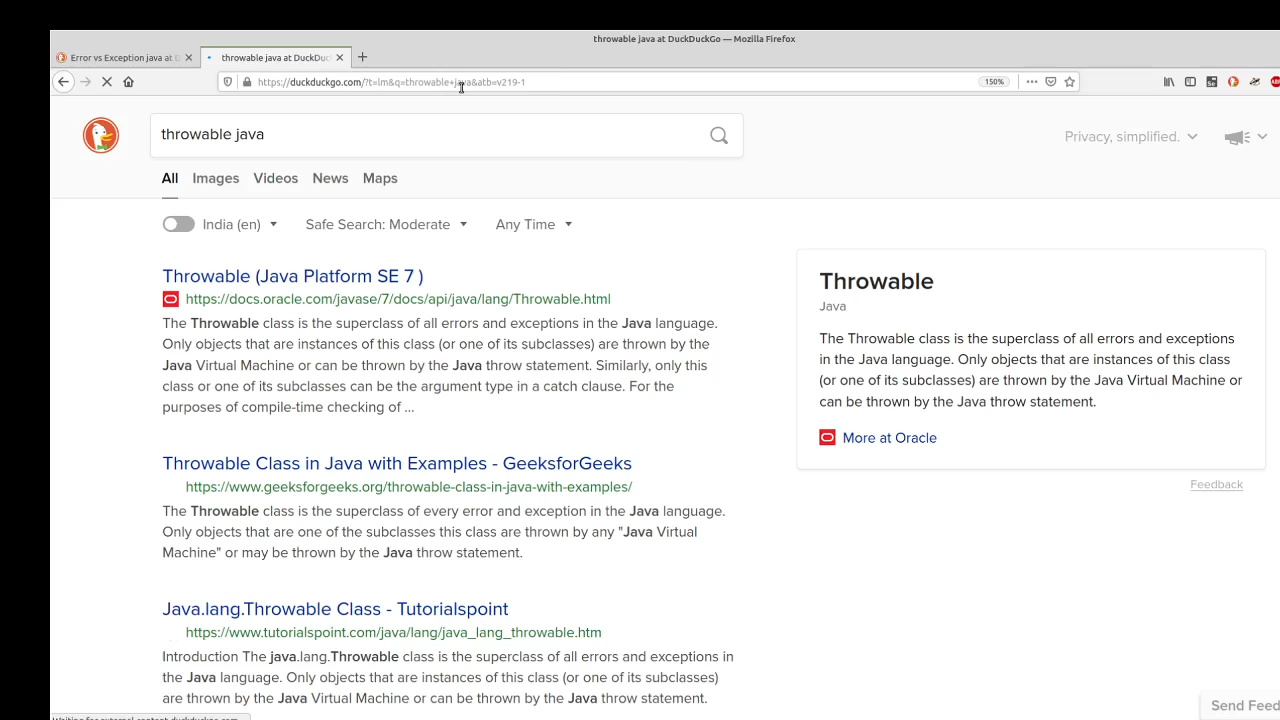 throwable java at DuckDuckGo — Mozilla Firefox
Error vs Exception java at D
throwable java at DuckDuc
https://duckduckgo.com/?t=lm&q=throwable+java&atb=v219-1
150%
throwable java
Privacy, simplified.
All Images Videos News Maps
India (en) Safe Search: Moderate Any Time
Throwable (Java Platform SE 7 )
https://docs.oracle.com/javase/7/docs/api/java/lang/Throwable.html
The Throwable class is the superclass of all errors and exceptions in the Java language.
Only objects that are instances of this class (or one of its subclasses) are thrown by the
Java Virtual Machine or can be thrown by the Java throw statement. Similarly, only this
class or one of its subclasses can be the argument type in a catch clause. For the
purposes of compile-time checking of ...
Throwable Class in Java with Examples - GeeksforGeeks
https://www.geeksforgeeks.org/throwable-class-in-java-with-examples/
The Throwable class is the superclass of every error and exception in the Java language.
Only objects that are one of the subclasses this class are thrown by any "Java Virtual
Machine" or may be thrown by the Java throw statement.
Java.lang.Throwable Class - Tutorialspoint
https://www.tutorialspoint.com/java/lang/java_lang_throwable.htm
Introduction The java.lang.Throwable class is the superclass of all errors and exceptions in
the Java language. Only objects that are instances of this class (or one of its subclasses)
are thrown by the Java Virtual Machine or can be thrown by the Java throw statement.
Throwable
Java
The Throwable class is the superclass of all errors and exceptions
in the Java language. Only objects that are instances of this class
(or one of its subclasses) are thrown by the Java Virtual Machine or
can be thrown by the Java throw statement.
More at Oracle
Feedback
Send Feed